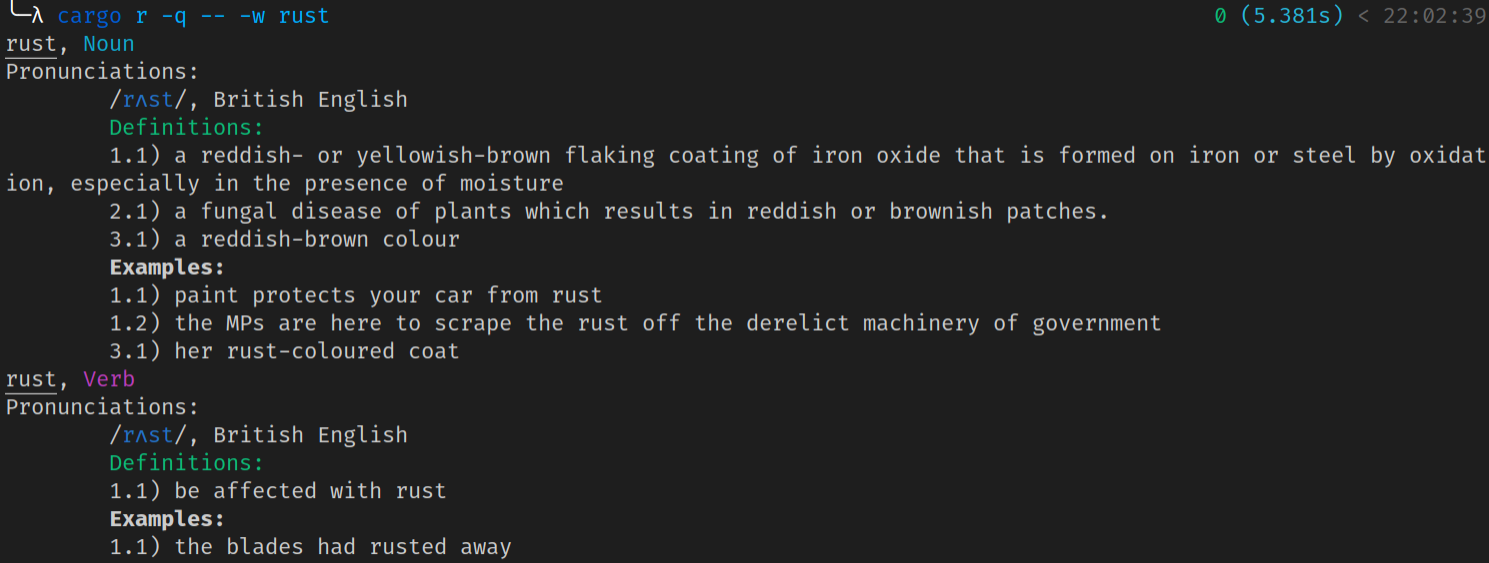 ╰─λ cargo r -q -- -w rust 0 (5.381s) < 22:02:39
rust, Noun
Pronunciations:
/rʌst/, British English
Definitions:
1.1) a reddish- or yellowish-brown flaking coating of iron oxide that is formed on iron or steel by oxidat
ion, especially in the presence of moisture
2.1) a fungal disease of plants which results in reddish or brownish patches.
3.1) a reddish-brown colour
Examples:
1.1) paint protects your car from rust
1.2) the MPs are here to scrape the rust off the derelict machinery of government
3.1) her rust-coloured coat
rust, Verb
Pronunciations:
/rʌst/, British English
Definitions:
1.1) be affected with rust
Examples:
1.1) the blades had rusted away